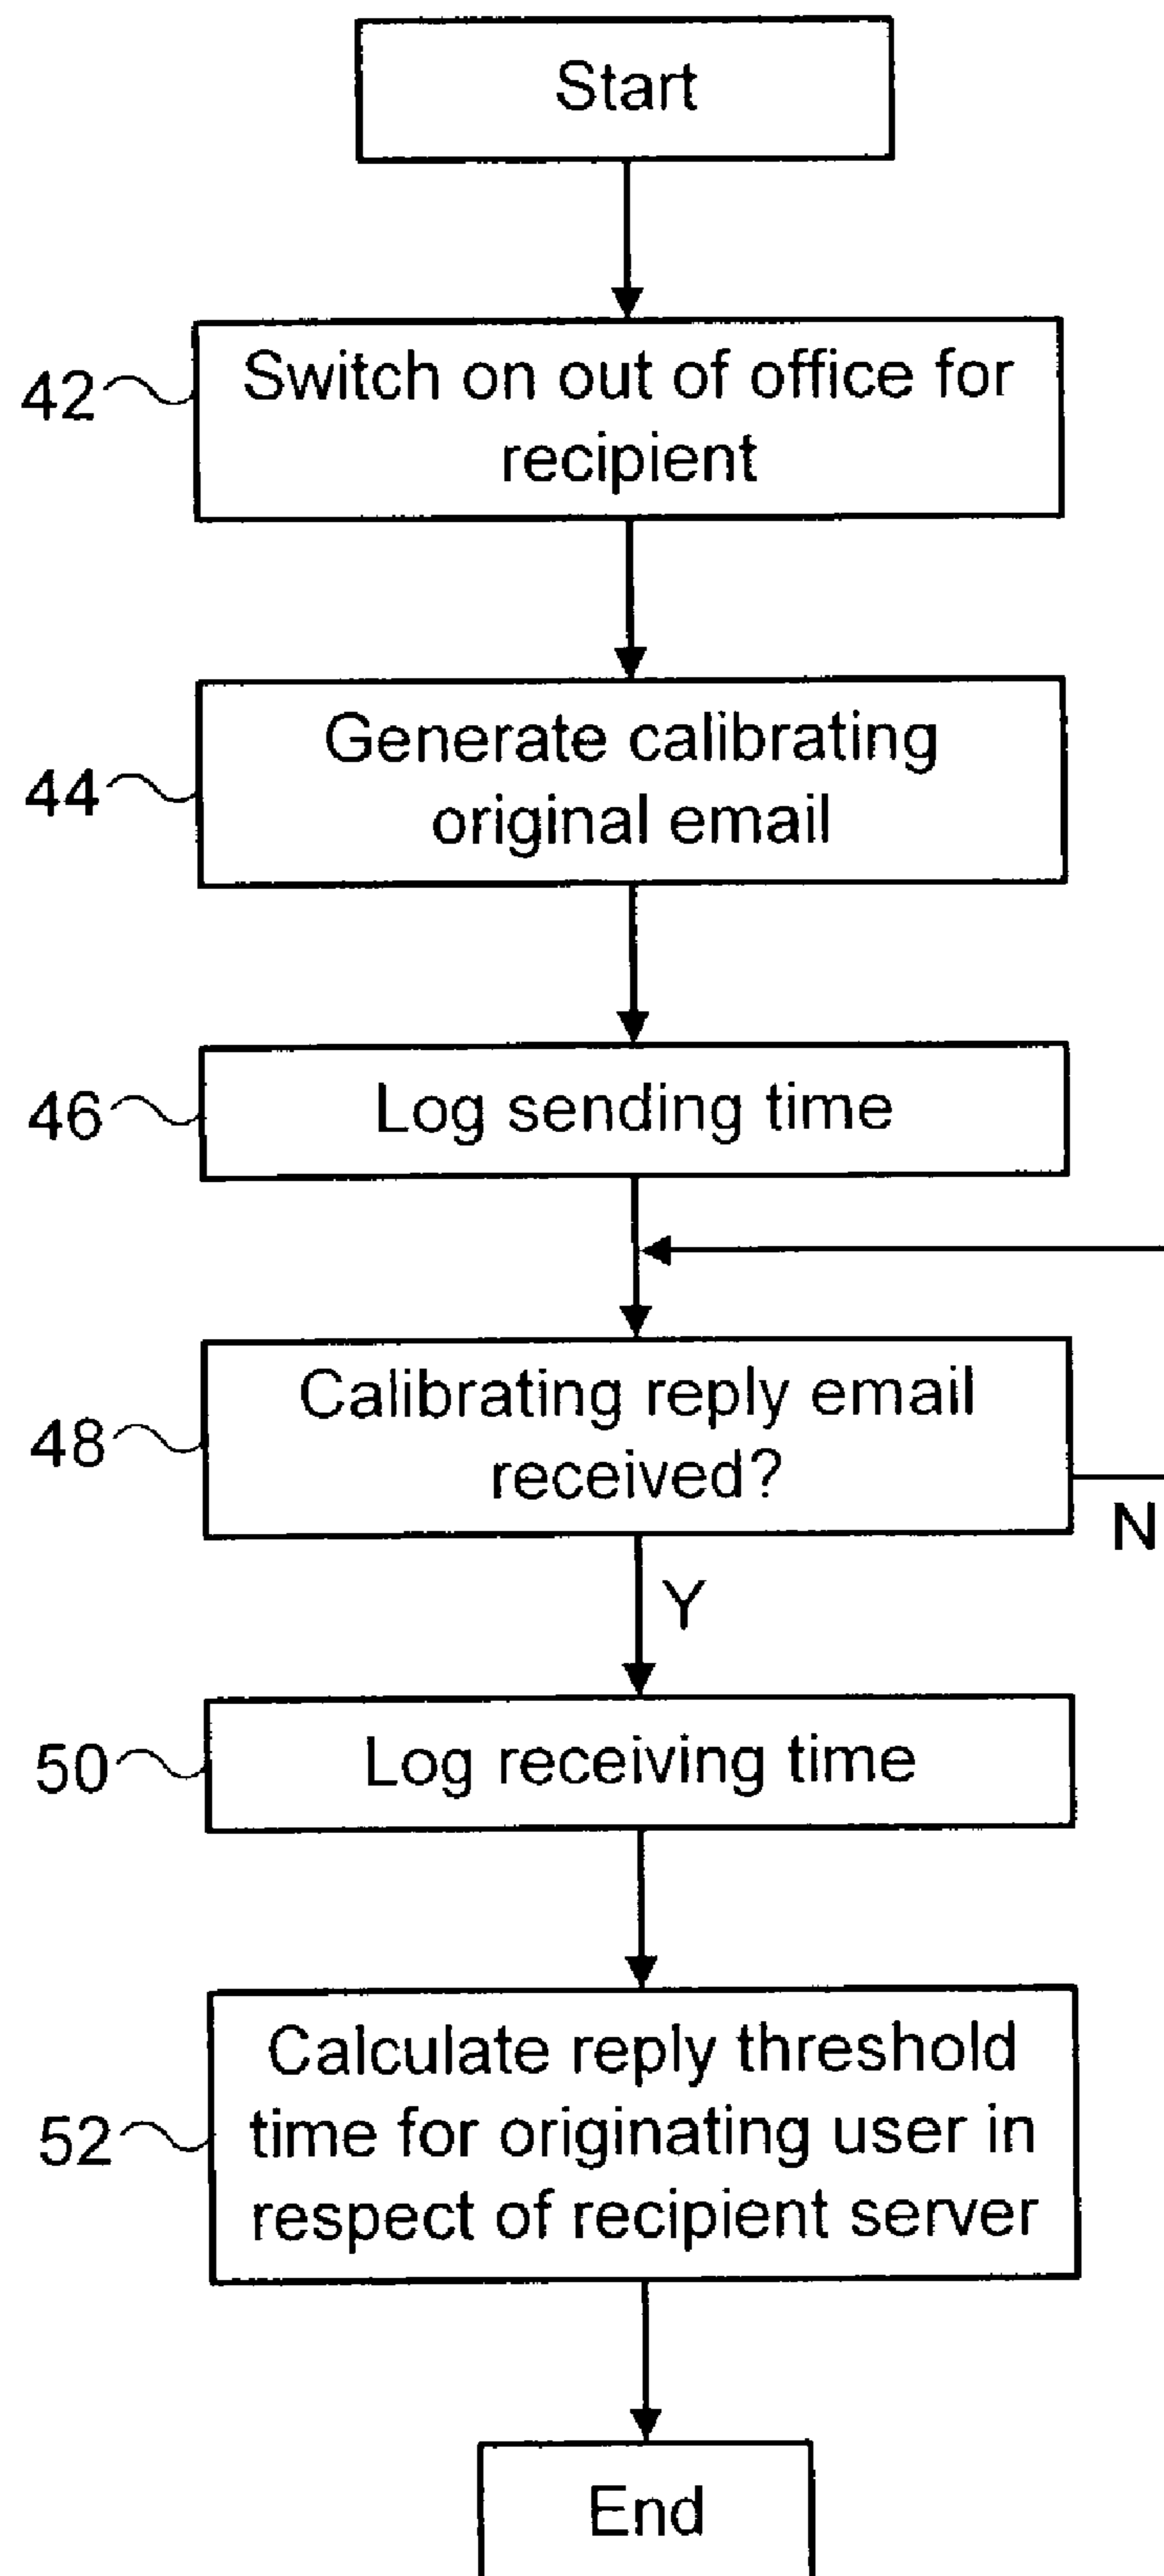 Start
42
Switch on out of office for
recipient
44
Generate calibrating
original email
46
Log sending time
48
Calibrating reply email
received?
N
Y
50
Log receiving time
52
Calculate reply threshold
time for originating user in
respect of recipient server
End